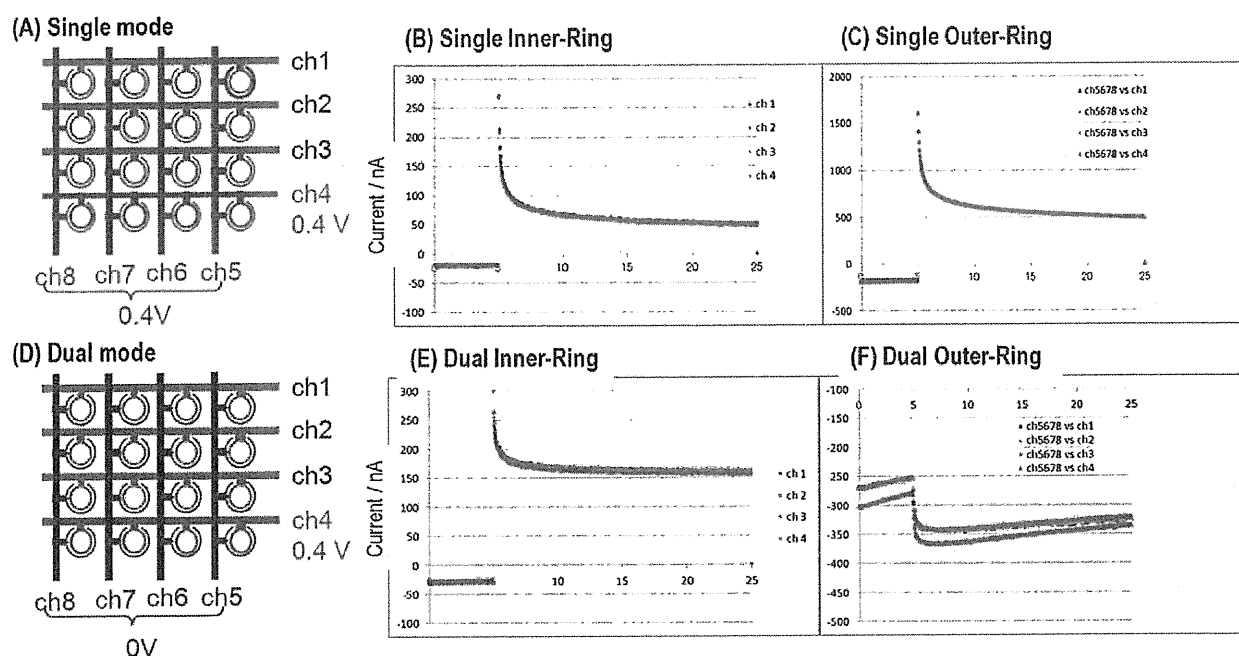 (A) Single mode
ch1
ch2
ch3
ch4
0.4 V
ch8 ch7 ch6 ch5
0.4V
(B) Single Inner-Ring
Current / nA
300
250
200
150
100
50
0
-50
-100
0 5 10 15 20 25
ch 1
ch 2
ch 3
ch 4
(C) Single Outer-Ring
2000
1500
1000
500
0
-500
0 5 10 15 20 25
ch5678 vs ch1
ch5678 vs ch2
ch5678 vs ch3
ch5678 vs ch4
(D) Dual mode
ch1
ch2
ch3
ch4
0.4 V
ch8 ch7 ch6 ch5
0V
(E) Dual Inner-Ring
Current / nA
300
250
200
150
100
50
0
-50
-100
0 5 10 15 20 25
ch 1
ch 2
ch 3
ch 4
(F) Dual Outer-Ring
-100
-150
-200
-250
-300
-350
-400
-450
-500
0 5 10 15 20 25
ch5678 vs ch1
ch5678 vs ch2
ch5678 vs ch3
ch5678 vs ch4